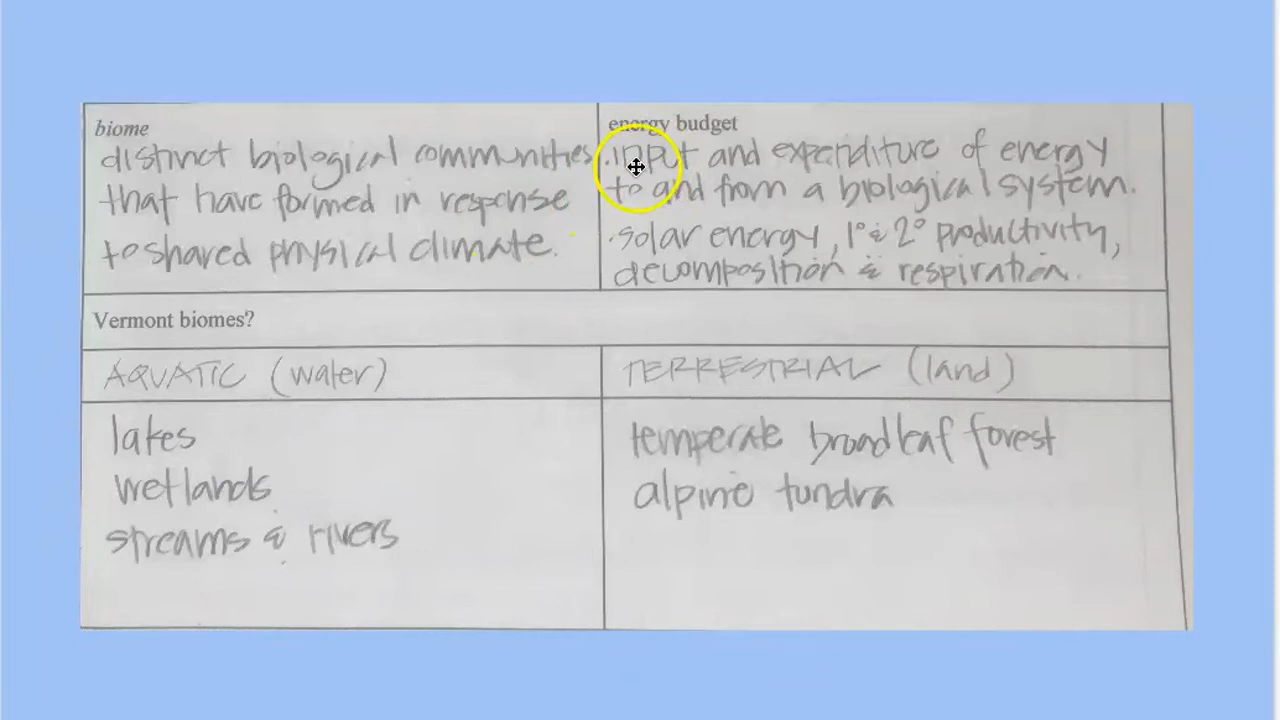 biome
distinct biological communities
that have formed in response
to shared physical climate.
energy budget
·input and expenditure of energy
to and from a biological system.
·solar energy, 1° & 2° productivity,
decomposition & respiration.
Vermont biomes?
AQUATIC (water)
TERRESTRIAL (land)
lakes
wetlands
streams & rivers
temperate broadleaf forest
alpine tundra